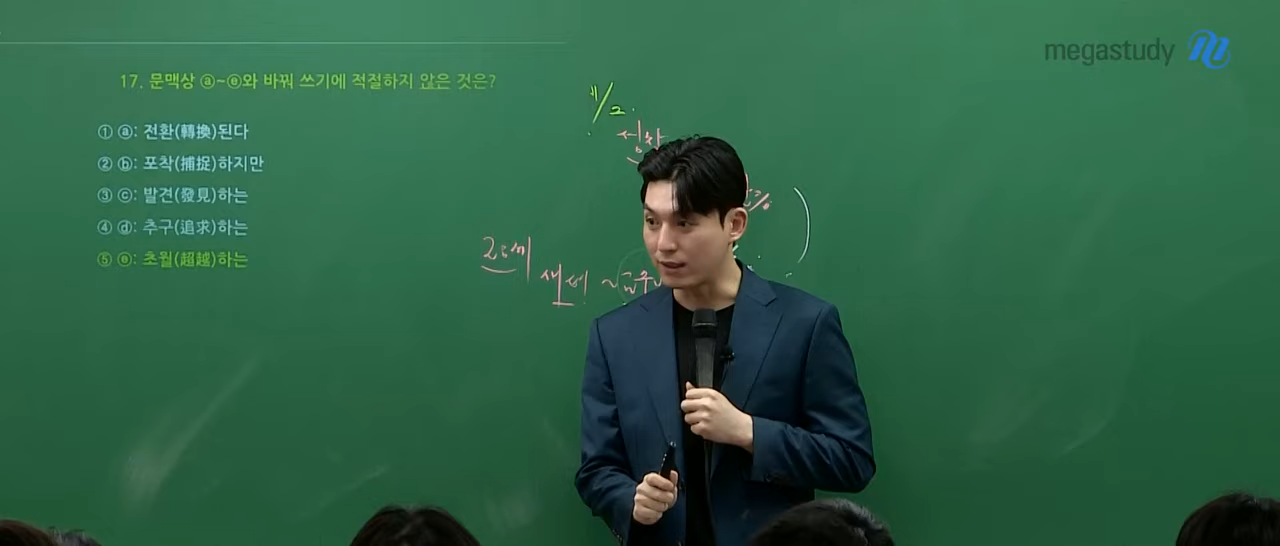 megastudy
17. 문맥상 ⓐ~ⓔ와 바꿔 쓰기에 적절하지 않은 것은?
① ⓐ: 전환(轉換)된다
② ⓑ: 포착(捕捉)하지만
③ ⓒ: 발견(發見)하는
④ ⓓ: 추구(追求)하는
⑤ ⓔ: 초월(超越)하는
새벽